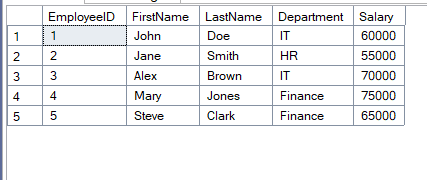 EmployeeID FirstName LastName Department Salary
1 1 John Doe IT 60000
2 2 Jane Smith HR 55000
3 3 Alex Brown IT 70000
4 4 Mary Jones Finance 75000
5 5 Steve Clark Finance 65000